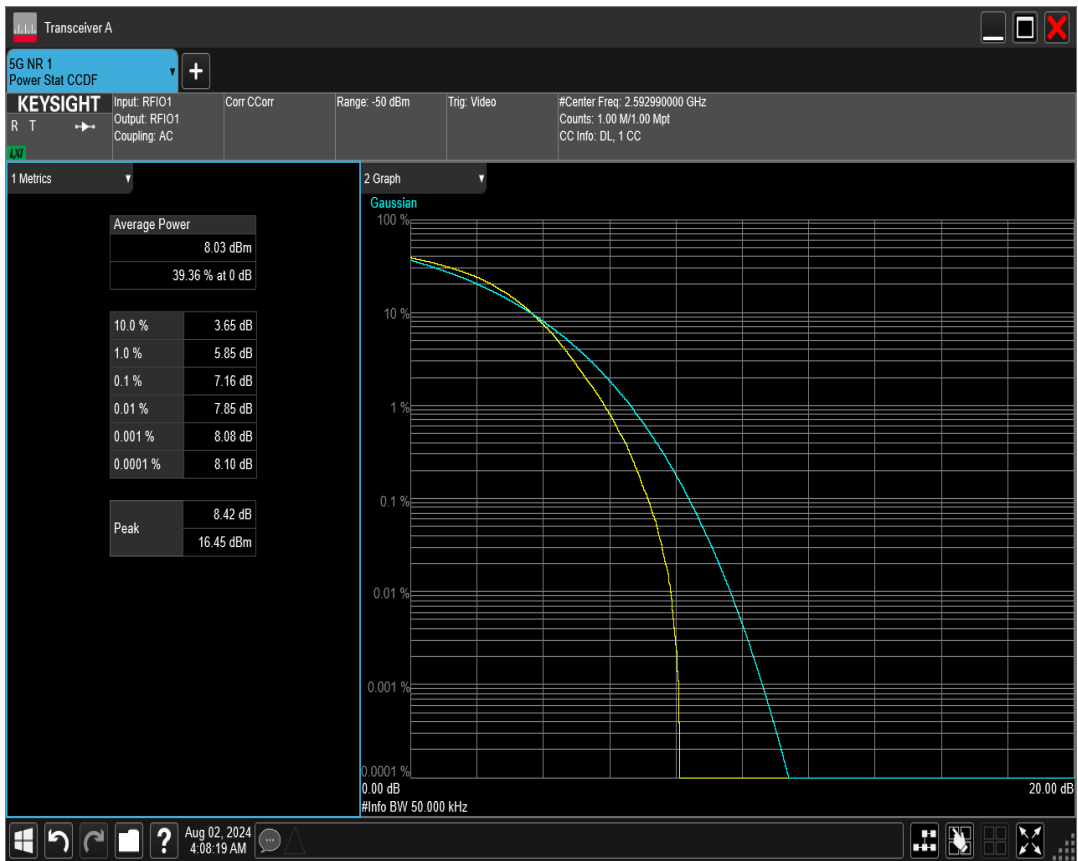 Transceiver A
5G NR 1
Power Stat CCDF
KEYSIGHT
R T
LXI
Input: RFIO1
Output: RFIO1
Coupling: AC
Corr CCorr
Range: -50 dBm
Trig: Video
#Center Freq: 2.592990000 GHz
Counts: 1.00 M/1.00 Mpt
CC Info: DL, 1 CC
1 Metrics
Average Power
8.03 dBm
39.36 % at 0 dB
10.0 % 3.65 dB
1.0 % 5.85 dB
0.1 % 7.16 dB
0.01 % 7.85 dB
0.001 % 8.08 dB
0.0001 % 8.10 dB
Peak 8.42 dB
16.45 dBm
2 Graph
Gaussian
100 %
10 %
1 %
0.1 %
0.01 %
0.001 %
0.0001 %
0.00 dB 20.00 dB
#Info BW 50.000 kHz
?
Aug 02, 2024
4:08:19 AM